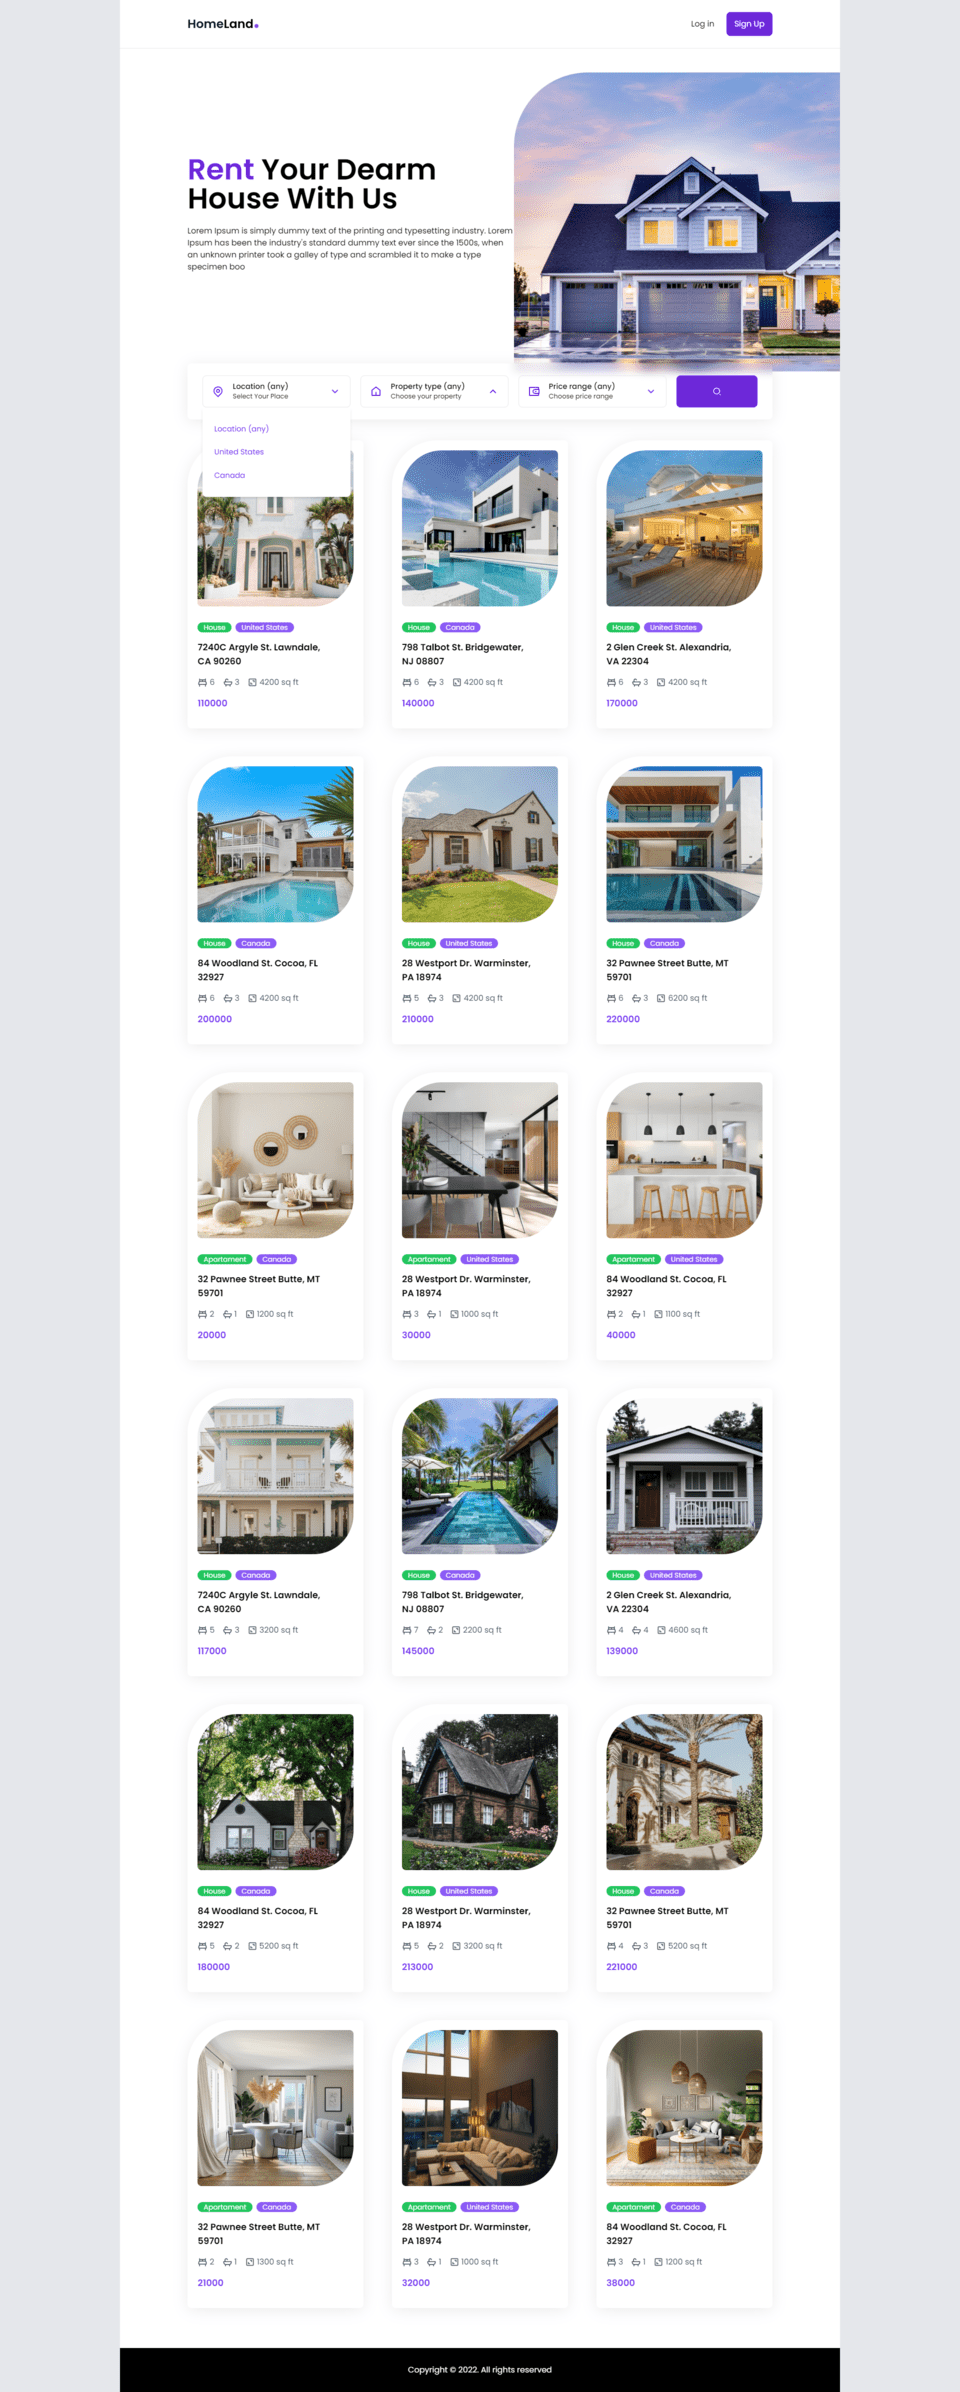 HomeLand.
Log in
Sign Up
Rent Your Dearm
House With Us
Lorem Ipsum is simply dummy text of the printing and typesetting industry. Lorem
Ipsum has been the industry's standard dummy text ever since the 1500s, when
an unknown printer took a galley of type and scrambled it to make a type
specimen boo
Location (any)
Select Your Place
Property type (any)
Choose your property
Price range (any)
Choose price range
Location (any)
United States
Canada
House United States
7240C Argyle St. Lawndale,
CA 90260
6 3 4200 sq ft
110000
House Canada
798 Talbot St. Bridgewater,
NJ 08807
6 3 4200 sq ft
140000
House United States
2 Glen Creek St. Alexandria,
VA 22304
6 3 4200 sq ft
170000
House Canada
84 Woodland St. Cocoa, FL
32927
6 3 4200 sq ft
200000
House United States
28 Westport Dr. Warminster,
PA 18974
5 3 4200 sq ft
210000
House Canada
32 Pawnee Street Butte, MT
59701
6 3 6200 sq ft
220000
Apartament Canada
32 Pawnee Street Butte, MT
59701
2 1 1200 sq ft
20000
Apartament United States
28 Westport Dr. Warminster,
PA 18974
3 1 1000 sq ft
30000
Apartament United States
84 Woodland St. Cocoa, FL
32927
2 1 1100 sq ft
40000
House Canada
7240C Argyle St. Lawndale,
CA 90260
5 3 3200 sq ft
117000
House Canada
798 Talbot St. Bridgewater,
NJ 08807
7 2 2200 sq ft
145000
House United States
2 Glen Creek St. Alexandria,
VA 22304
4 4 4600 sq ft
139000
House Canada
84 Woodland St. Cocoa, FL
32927
5 2 5200 sq ft
180000
House United States
28 Westport Dr. Warminster,
PA 18974
5 2 3200 sq ft
213000
House Canada
32 Pawnee Street Butte, MT
59701
4 3 5200 sq ft
221000
Apartament Canada
32 Pawnee Street Butte, MT
59701
2 1 1300 sq ft
21000
Apartament United States
28 Westport Dr. Warminster,
PA 18974
3 1 1000 sq ft
32000
Apartament Canada
84 Woodland St. Cocoa, FL
32927
3 1 1200 sq ft
38000
Copyright © 2022. All rights reserved